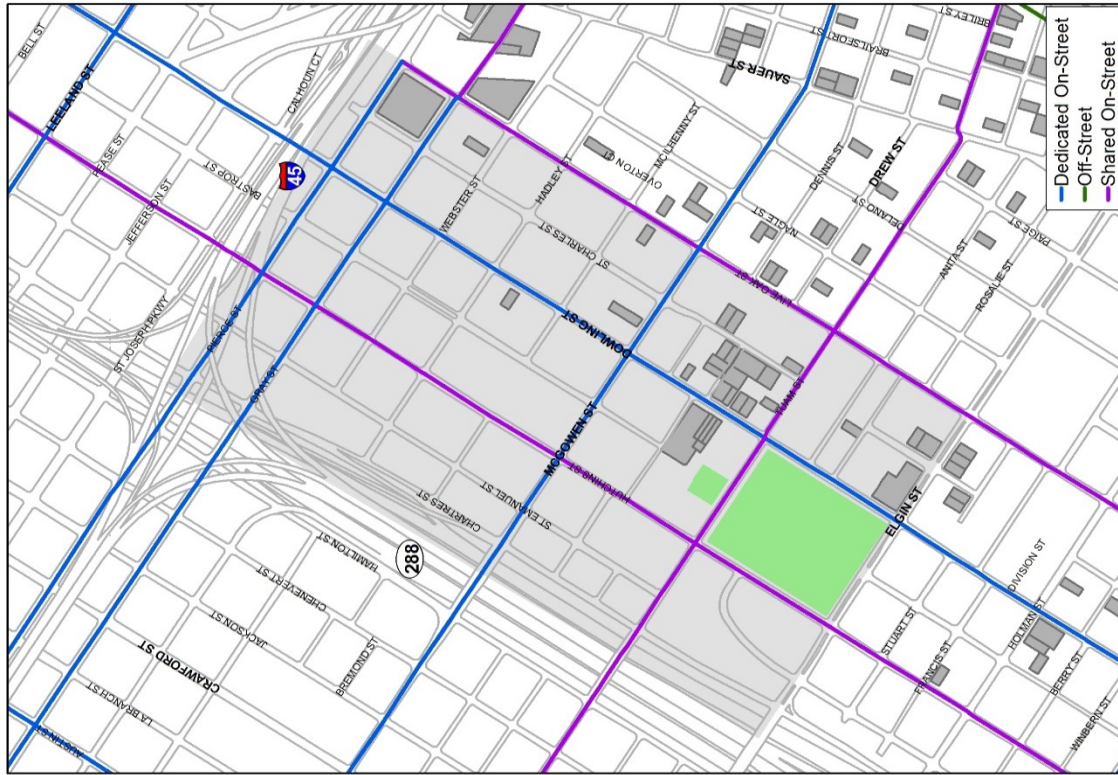 BELL ST
LEELAND ST
CALHOUN CT
PEASE ST
BASTROP ST
JEFFERSON ST
45
ST JOSEPH PKWY
PIERCE ST
GRAY ST
WEBSTER ST
HADLEY ST
OVERTON
MCILHENNY ST
SAUER ST
BRAILSFORT ST
BRILEY ST
ST CHARLES ST
DENNIS ST
DREW ST
NAGLE ST
DELANO ST
LIVE OAK ST
ANITA ST
PAIGE ST
ROSALIE ST
DOWLING ST
MCGOWEN ST
TUAM ST
HUTCHINS ST
ST EMANUEL ST
CHARTRES ST
288
HAMILTON ST
CHENEVERT ST
JACKSON ST
CRAWFORD ST
BREMOND ST
LA BRANCH ST
AUSTIN ST
ELGIN ST
DIVISION ST
STUART ST
FRANCIS ST
HOLMAN ST
BERRY ST
WINBERN ST
Dedicated On-Street
Off-Street
Shared On-Street